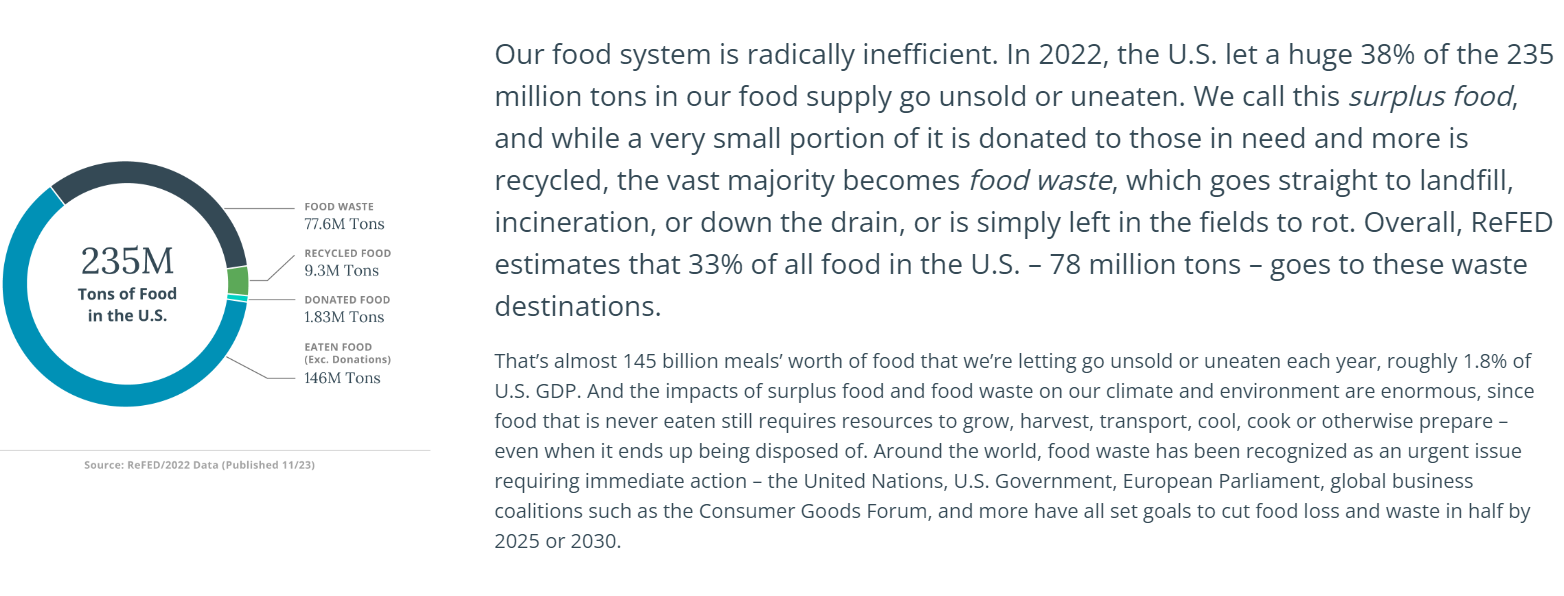 235M
Tons of Food
in the U.S.
FOOD WASTE
77.6M Tons
RECYCLED FOOD
9.3M Tons
DONATED FOOD
1.83M Tons
EATEN FOOD
(Exc. Donations)
146M Tons
Source: ReFED/2022 Data (Published 11/23)
Our food system is radically inefficient. In 2022, the U.S. let a huge 38% of the 235
million tons in our food supply go unsold or uneaten. We call this surplus food,
and while a very small portion of it is donated to those in need and more is
recycled, the vast majority becomes food waste, which goes straight to landfill,
incineration, or down the drain, or is simply left in the fields to rot. Overall, ReFED
estimates that 33% of all food in the U.S. – 78 million tons – goes to these waste
destinations.
That’s almost 145 billion meals’ worth of food that we’re letting go unsold or uneaten each year, roughly 1.8% of
U.S. GDP. And the impacts of surplus food and food waste on our climate and environment are enormous, since
food that is never eaten still requires resources to grow, harvest, transport, cool, cook or otherwise prepare –
even when it ends up being disposed of. Around the world, food waste has been recognized as an urgent issue
requiring immediate action – the United Nations, U.S. Government, European Parliament, global business
coalitions such as the Consumer Goods Forum, and more have all set goals to cut food loss and waste in half by
2025 or 2030.